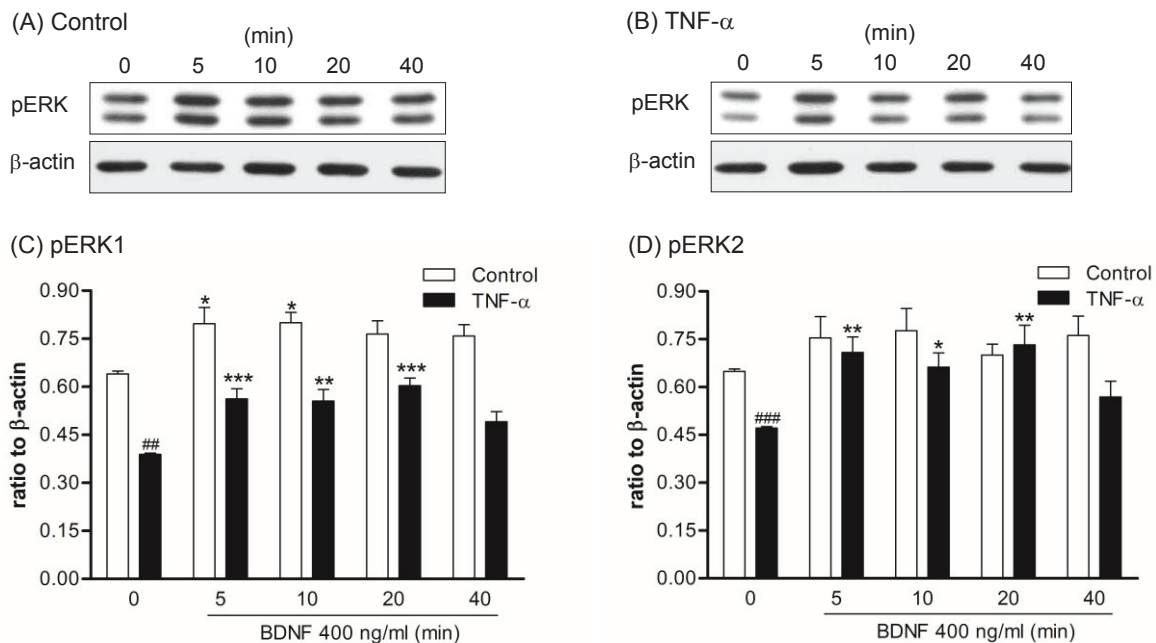 (A) Control
(min)
0 5 10 20 40
pERK
β-actin
(B) TNF-α
(min)
0 5 10 20 40
pERK
β-actin
(C) pERK1
Control
TNF-α
ratio to β-actin
0.90
0.75
0.60
0.45
0.30
0.15
0.00
##
*
***
*
**
***
0 5 10 20 40
BDNF 400 ng/ml (min)
(D) pERK2
Control
TNF-α
ratio to β-actin
0.90
0.75
0.60
0.45
0.30
0.15
0.00
###
**
*
**
0 5 10 20 40
BDNF 400 ng/ml (min)